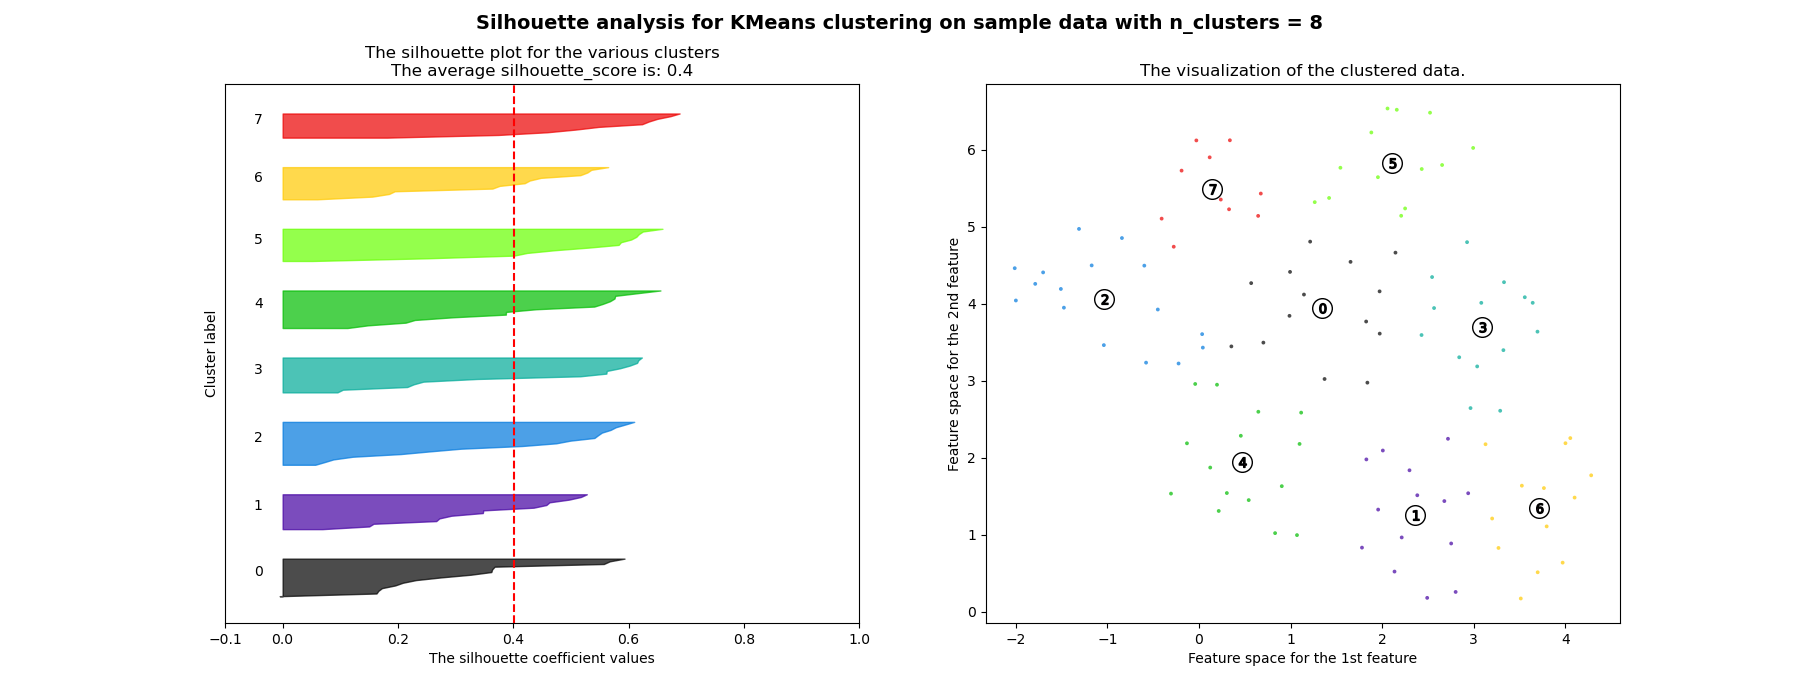 Silhouette analysis for KMeans clustering on sample data with n_clusters = 8
The silhouette plot for the various clusters
The average silhouette_score is: 0.4
7
6
5
4
3
2
1
0
Cluster label
−0.1 0.0 0.2 0.4 0.6 0.8 1.0
The silhouette coefficient values
The visualization of the clustered data.
6
5
4
3
2
1
0
Feature space for the 2nd feature
5
7
2
0
3
4
1
6
−2 −1 0 1 2 3 4
Feature space for the 1st feature